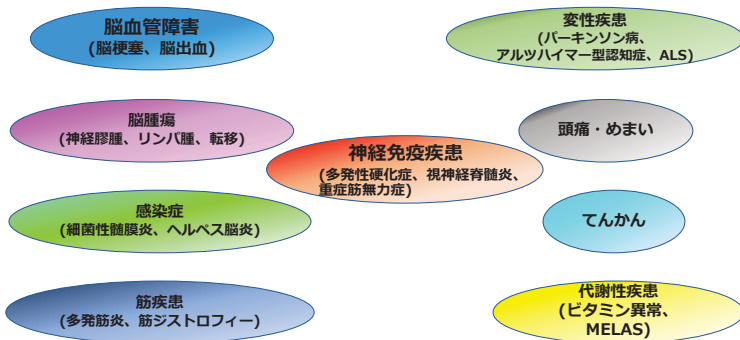 脳血管障害
(脳梗塞、脳出血)
変性疾患
(パーキンソン病、
アルツハイマー型認知症、ALS)
脳腫瘍
(神経膠腫、リンパ腫、転移)
頭痛・めまい
神経免疫疾患
(多発性硬化症、視神経脊髄炎、
重症筋無力症)
感染症
(細菌性髄膜炎、ヘルペス脳炎)
てんかん
筋疾患
(多発筋炎、筋ジストロフィー)
代謝性疾患
(ビタミン異常、
MELAS)